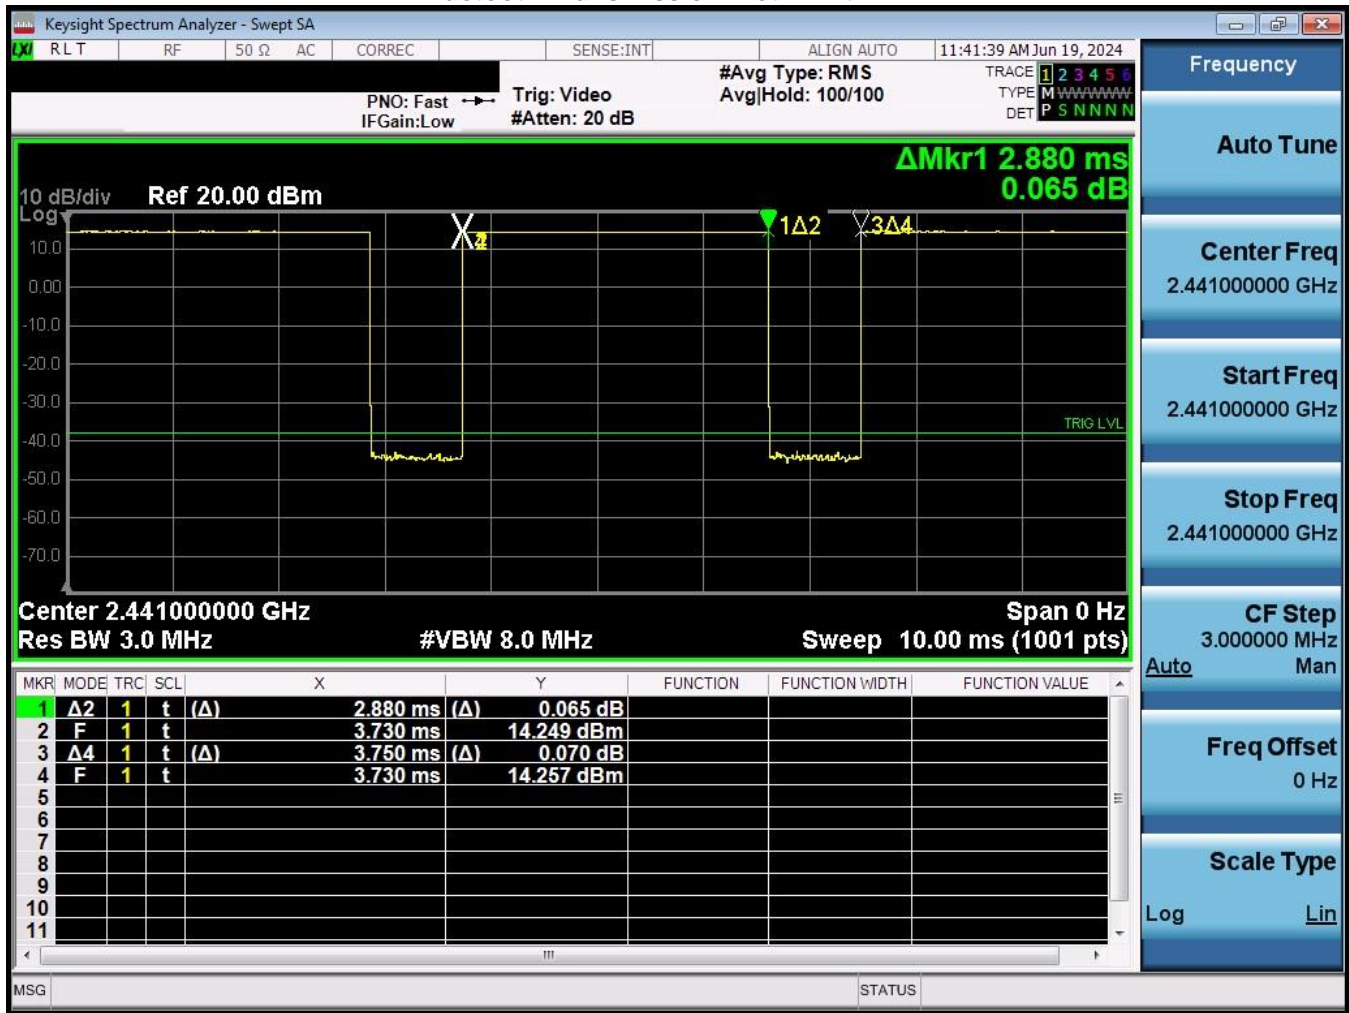 Keysight Spectrum Analyzer - Swept SA
LXI RLT RF 50 Ω AC CORREC SENSE:INT ALIGN AUTO 11:41:39 AM Jun 19, 2024
PNO: Fast
IFGain:Low
Trig: Video
#Atten: 20 dB
#Avg Type: RMS
Avg|Hold: 100/100
TRACE 1 2 3 4 5 6
TYPE M WWWWW
DET P S N N N N
ΔMkr1 2.880 ms
0.065 dB
10 dB/div Ref 20.00 dBm
Log
1Δ2 3Δ4
10.0
0.00
-10.0
-20.0
-30.0
TRIG LVL
-40.0
-50.0
-60.0
-70.0
Center 2.441000000 GHz Span 0 Hz
Res BW 3.0 MHz #VBW 8.0 MHz Sweep 10.00 ms (1001 pts)
MKR MODE TRC SCL X Y FUNCTION FUNCTION WIDTH FUNCTION VALUE
1 Δ2 1 t (Δ) 2.880 ms (Δ) 0.065 dB
2 F 1 t 3.730 ms 14.249 dBm
3 Δ4 1 t (Δ) 3.750 ms (Δ) 0.070 dB
4 F 1 t 3.730 ms 14.257 dBm
5
6
7
8
9
10
11
MSG STATUS
Frequency
Auto Tune
Center Freq
2.441000000 GHz
Start Freq
2.441000000 GHz
Stop Freq
2.441000000 GHz
CF Step
3.000000 MHz
Auto Man
Freq Offset
0 Hz
Scale Type
Log Lin